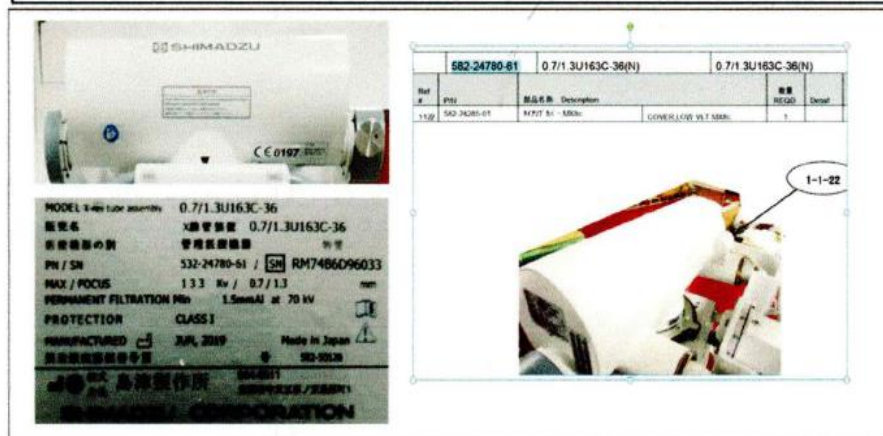 SHIMADZU
CE 0197
MODEL X-ray tube assembly 0.7/1.3U163C-36
販売名 X線管装置 0.7/1.3U163C-36
医療機器の別 管理医療機器
PN / SN 532-24780-61 / SN RM74B6D96033
MAX / FOCUS 133 Kv / 0.7/1.3 mm
PERMANENT FILTRATION Min 1.5mmAl at 70 kV
PROTECTION CLASS I
MANUFACTURED JUN, 2019 Made in Japan
島津製作所
SHIMADZU CORPORATION
582-24780-61 0.7/1.3U163C-36(N) 0.7/1.3U163C-36(N)
Ref # P/N 部品名称 Description 数量 REQD Detail
COVER,LOW 1
1-1-22